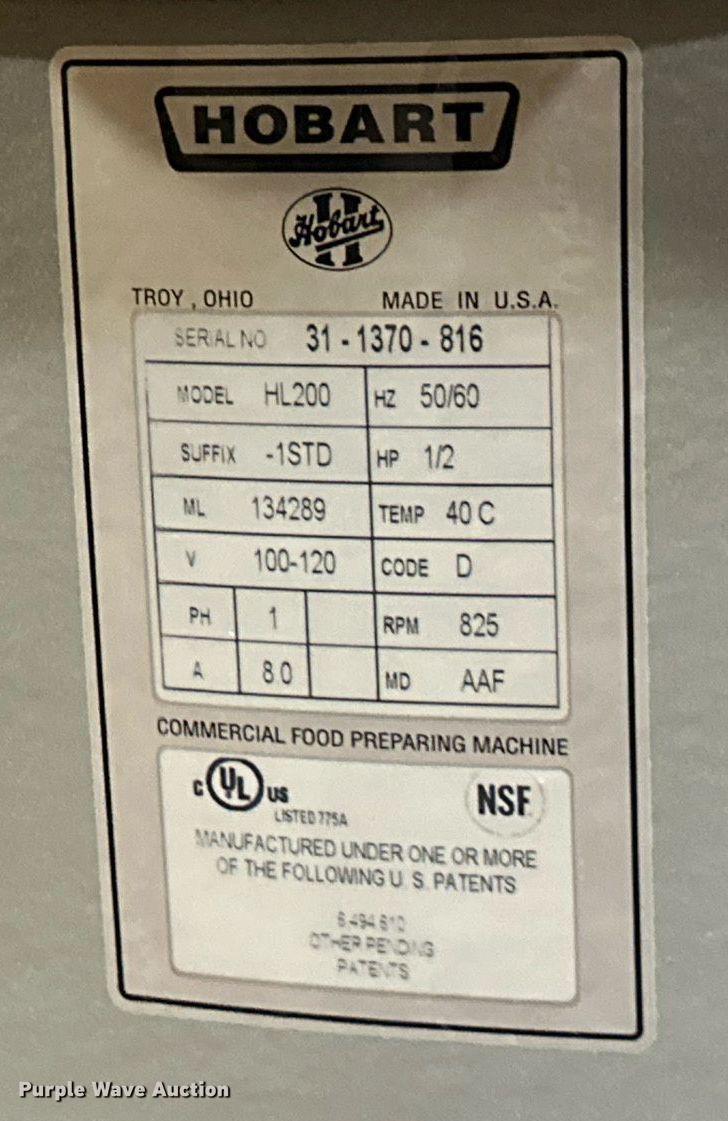 HOBART
Hobart
TROY, OHIO MADE IN U.S.A.
SERIAL NO 31-1370-816
MODEL HL200 HZ 50/60
SUFFIX -1STD HP 1/2
ML 134289 TEMP 40 C
V 100-120 CODE D
PH 1 RPM 825
A 8.0 MD AAF
COMMERCIAL FOOD PREPARING MACHINE
C UL US NSF
LISTED 775A
MANUFACTURED UNDER ONE OR MORE
OF THE FOLLOWING U.S. PATENTS
6,494,610
OTHER PENDING
PATENTS
Purple Wave Auction